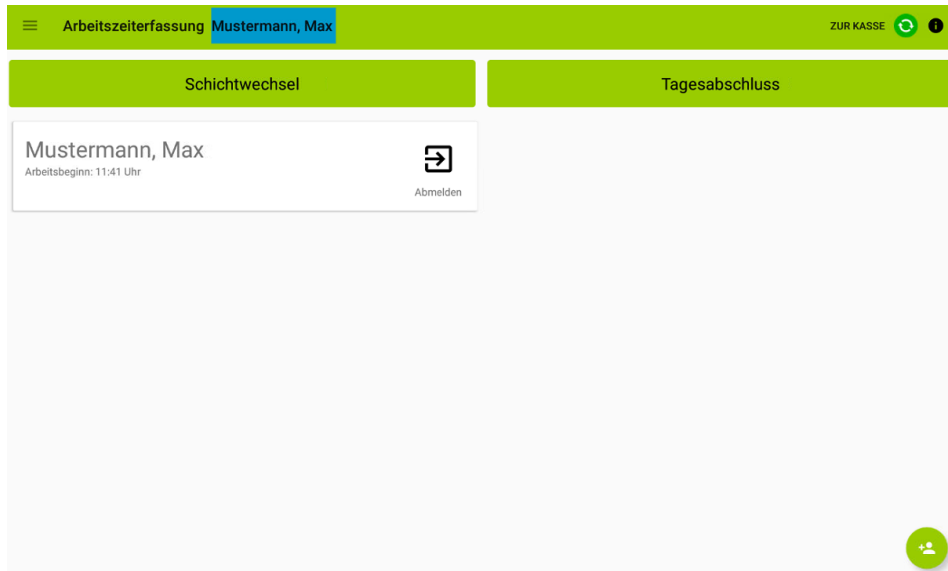 Arbeitszeiterfassung Mustermann, Max
ZUR KASSE
Schichtwechsel
Tagesabschluss
Mustermann, Max
Arbeitsbeginn: 11:41 Uhr
Abmelden